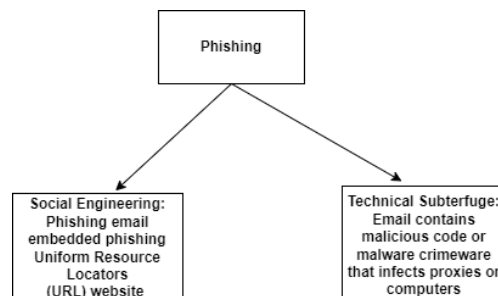 Phishing
Social Engineering:
Phishing email
embedded phishing
Uniform Resource
Locators
(URL) website
Technical Subterfuge:
Email contains
malicious code or
malware crimeware
that infects proxies on
computers